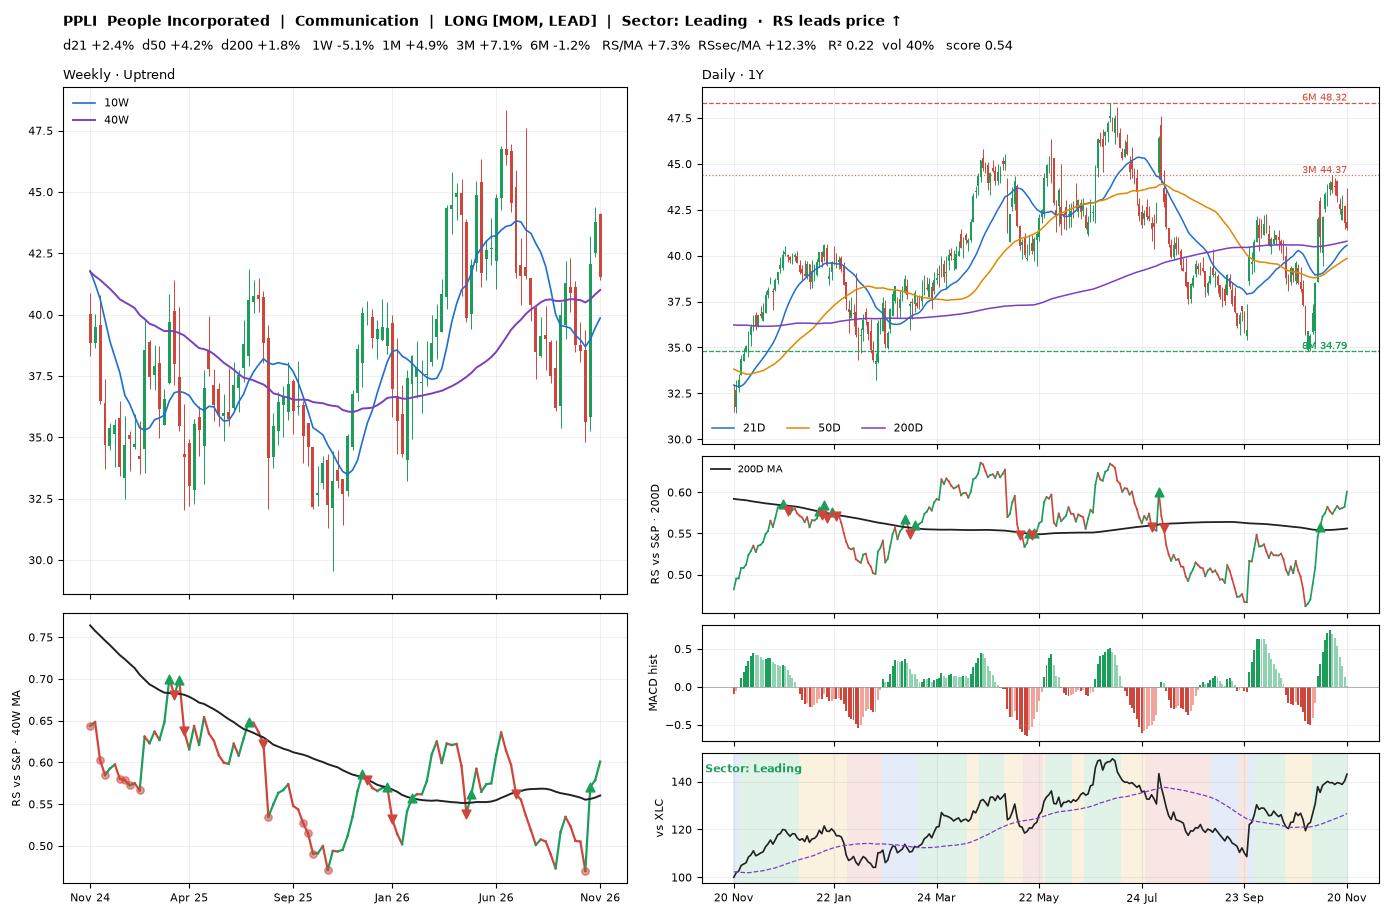 PPLI  People Incorporated  |  Communication  |  LONG [MOM, LEAD]  |  Sector: Leading  ·  RS leads price ↑
d21 +2.4%  d50 +4.2%  d200 +1.8%   1W -5.1%  1M +4.9%  3M +7.1%  6M -1.2%   RS/MA +7.3%  RSsec/MA +12.3%   R² 0.22  vol 40%   score 0.54
Weekly · Uptrend
10W
40W
47.5
45.0
42.5
40.0
37.5
35.0
32.5
30.0
RS vs S&P · 40W MA
0.75
0.70
0.65
0.60
0.55
0.50
Nov 24
Apr 25
Sep 25
Jan 26
Jun 26
Nov 26
Daily · 1Y
6M 48.32
3M 44.37
6M 34.79
47.5
45.0
42.5
40.0
37.5
35.0
32.5
30.0
21D
50D
200D
200D MA
RS vs S&P · 200D
0.60
0.55
0.50
MACD hist
0.5
0.0
−0.5
Sector: Leading
vs XLC
140
120
100
20 Nov
22 Jan
24 Mar
22 May
24 Jul
23 Sep
20 Nov